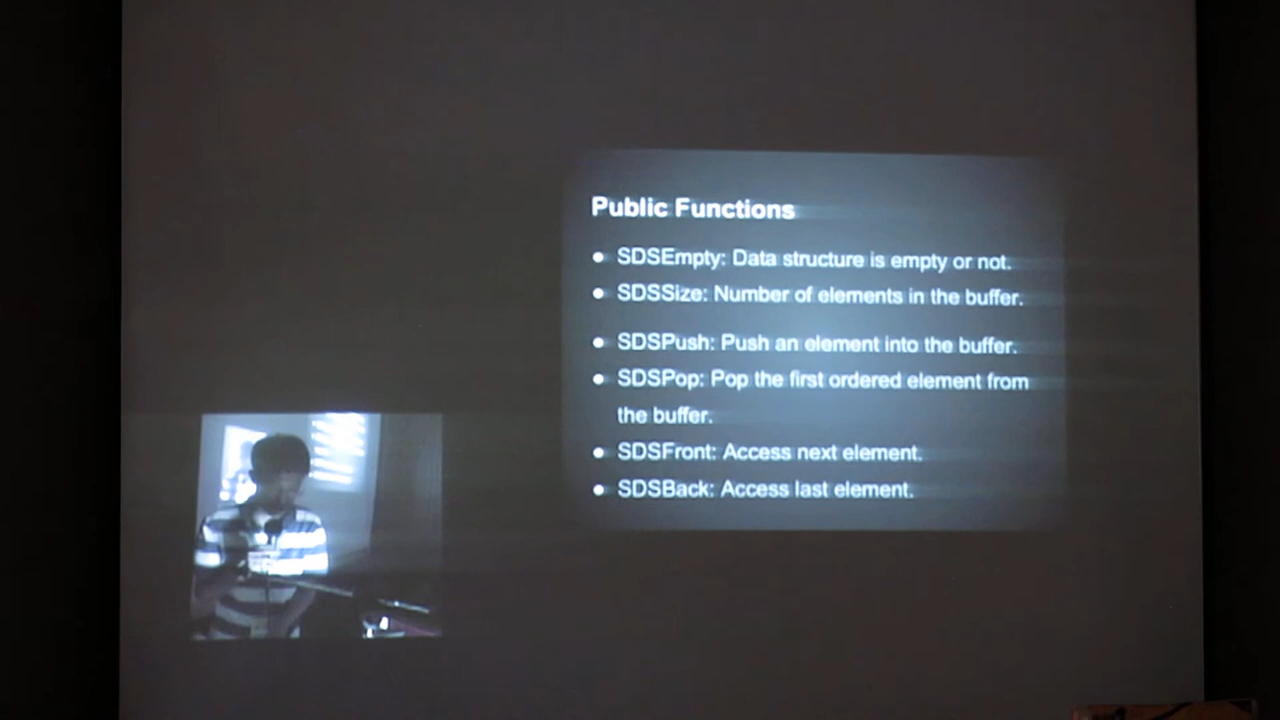 Public Functions
● SDSEmpty: Data structure is empty or not.
● SDSSize: Number of elements in the buffer.
● SDSPush: Push an element into the buffer.
● SDSPop: Pop the first ordered element from
the buffer.
● SDSFront: Access next element.
● SDSBack: Access last element.